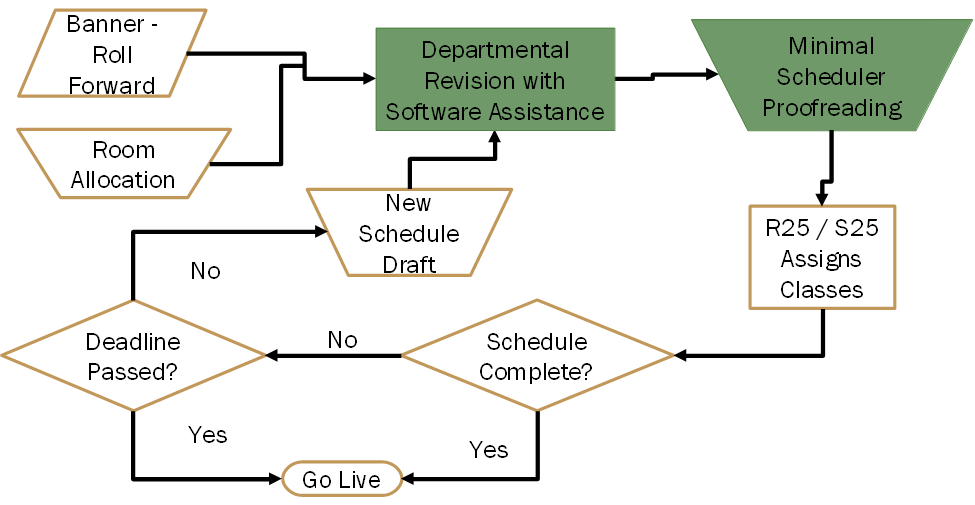 Banner -
Roll
Forward
Departmental
Revision with
Software Assistance
Minimal
Scheduler
Proofreading
Room
Allocation
New
Schedule
Draft
R25 / S25
Assigns
Classes
No
Deadline
Passed?
No
Schedule
Complete?
Yes
Yes
Go Live